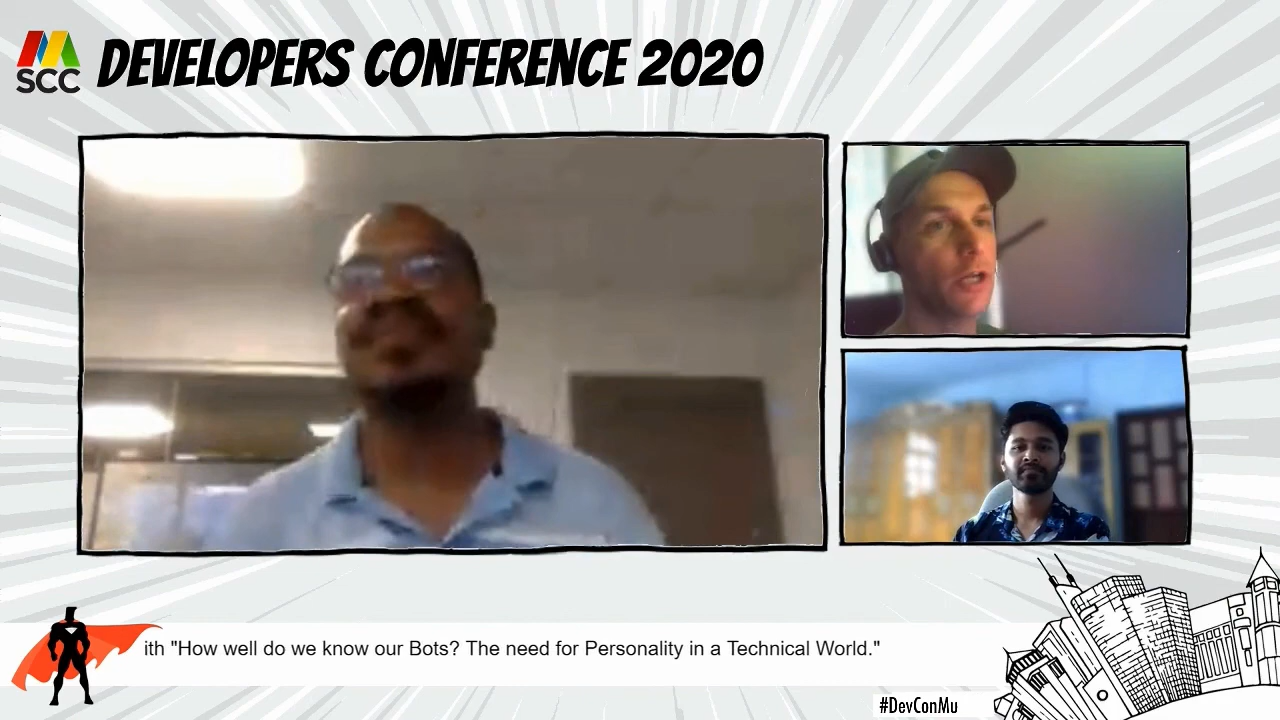 MSCC
DEVELOPERS CONFERENCE 2020
ith "How well do we know our Bots? The need for Personality in a Technical World."
#DevConMu